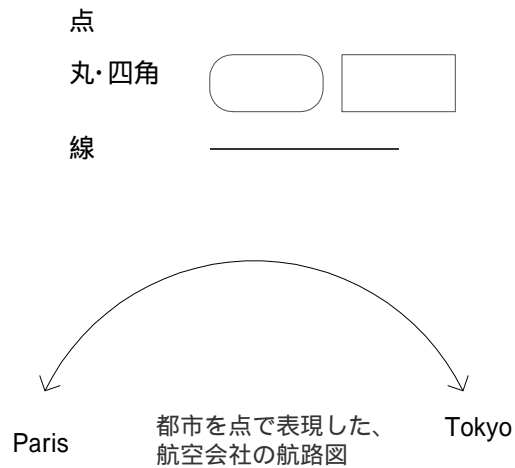 点
丸・四角
線
Paris
都市を点で表現した、
航空会社の航路図
Tokyo